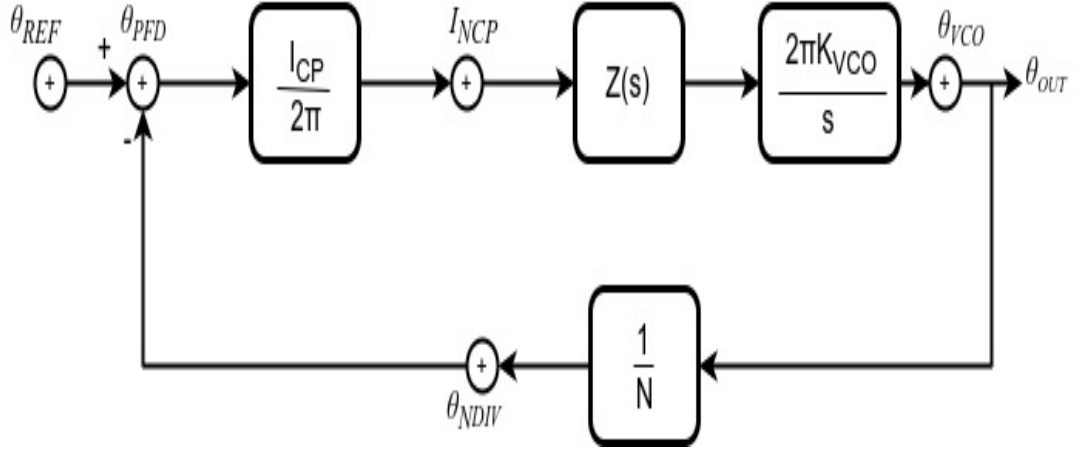 θREF
+
θPFD
+
+
-
ICP
2π
INCP
+
Z(s)
2πKVCO
s
θVCO
+
θOUT
1
N
+
θNDIV